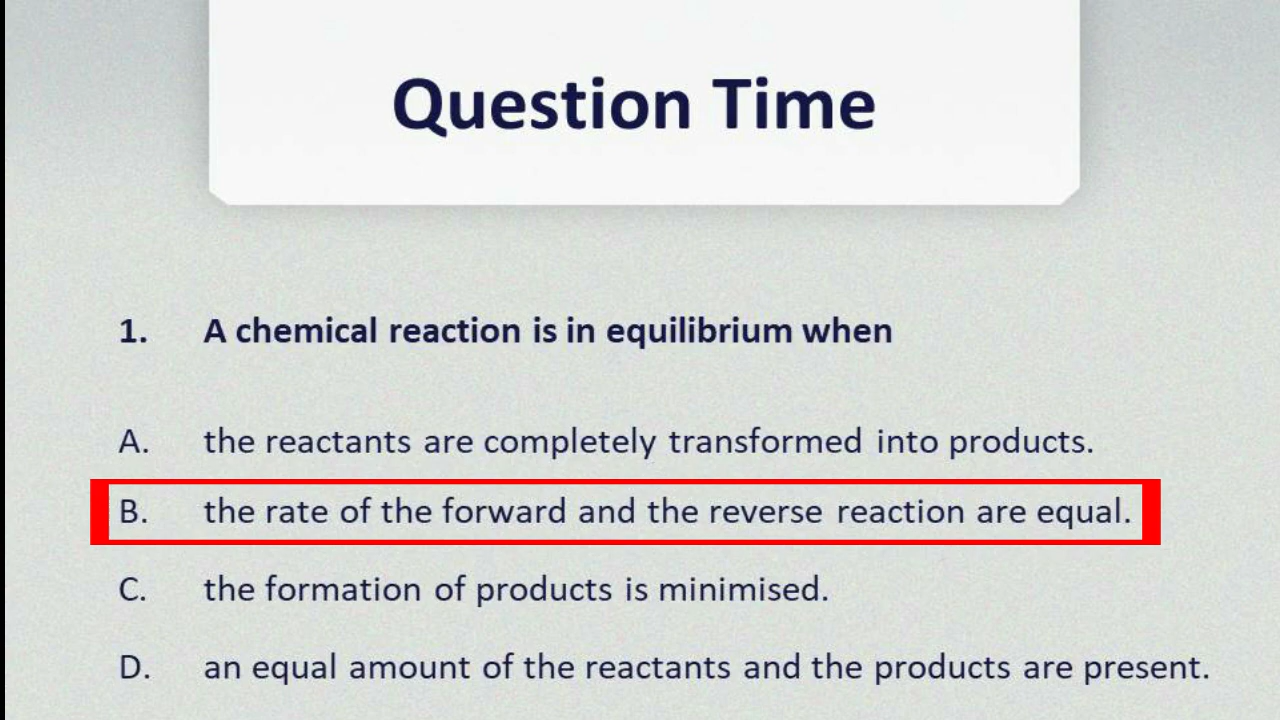 Question Time
1. A chemical reaction is in equilibrium when
A. the reactants are completely transformed into products.
B. the rate of the forward and the reverse reaction are equal.
C. the formation of products is minimised.
D. an equal amount of the reactants and the products are present.